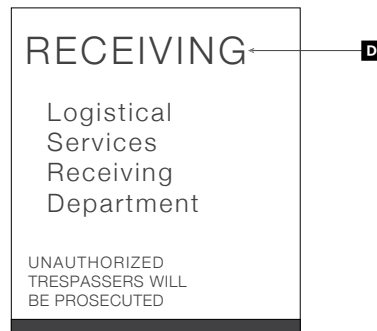 RECEIVING
D
Logistical
Services
Receiving
Department
UNAUTHORIZED
TRESPASSERS WILL
BE PROSECUTED